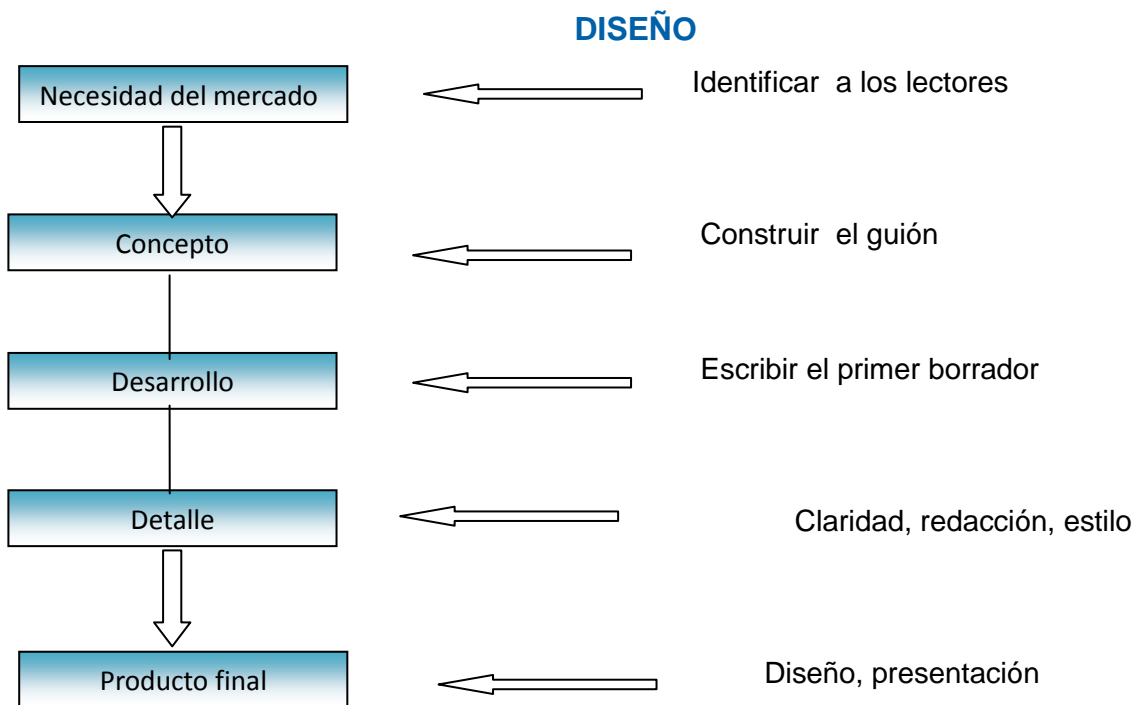 DISEÑO
Necesidad del mercado
Identificar a los lectores
Concepto
Construir el guión
Desarrollo
Escribir el primer borrador
Detalle
Claridad, redacción, estilo
Producto final
Diseño, presentación